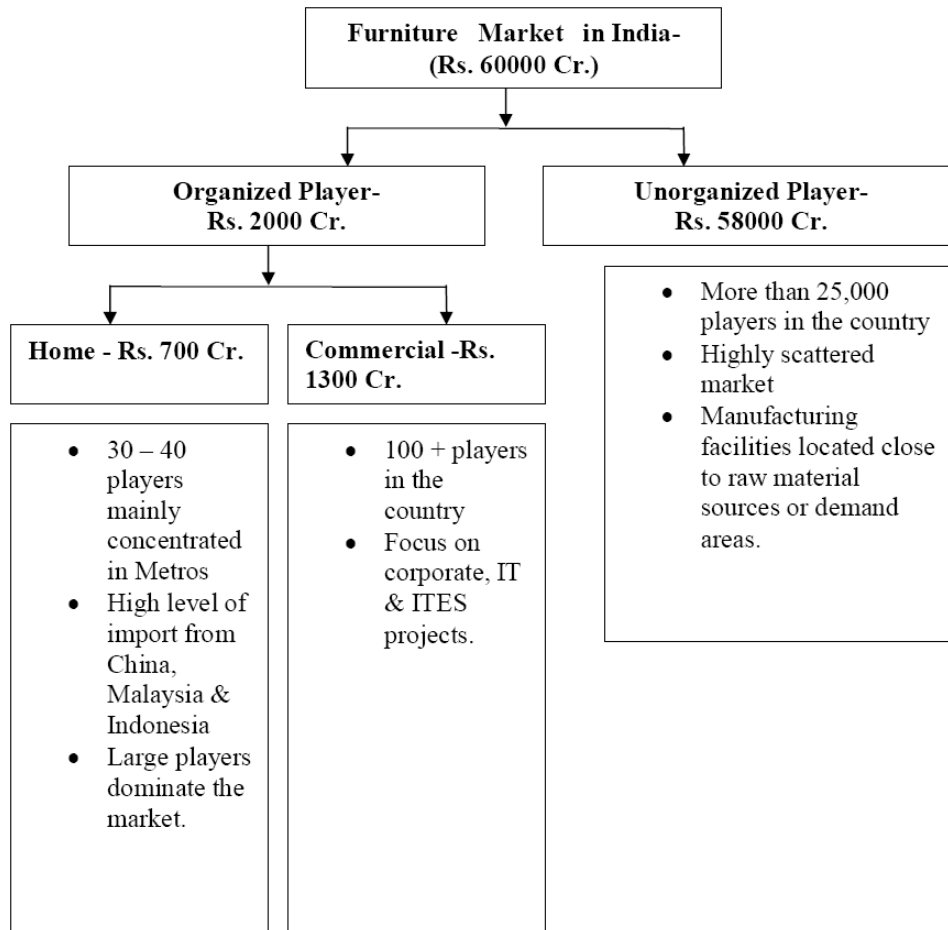 Furniture Market in India-
(Rs. 60000 Cr.)
Organized Player-
Rs. 2000 Cr.
Unorganized Player-
Rs. 58000 Cr.
Home - Rs. 700 Cr.
Commercial -Rs.
1300 Cr.
• 30 – 40
players
mainly
concentrated
in Metros
• High level of
import from
China,
Malaysia &
Indonesia
• Large players
dominate the
market.
• 100 + players
in the
country
• Focus on
corporate, IT
& ITES
projects.
• More than 25,000
players in the country
• Highly scattered
market
• Manufacturing
facilities located close
to raw material
sources or demand
areas.